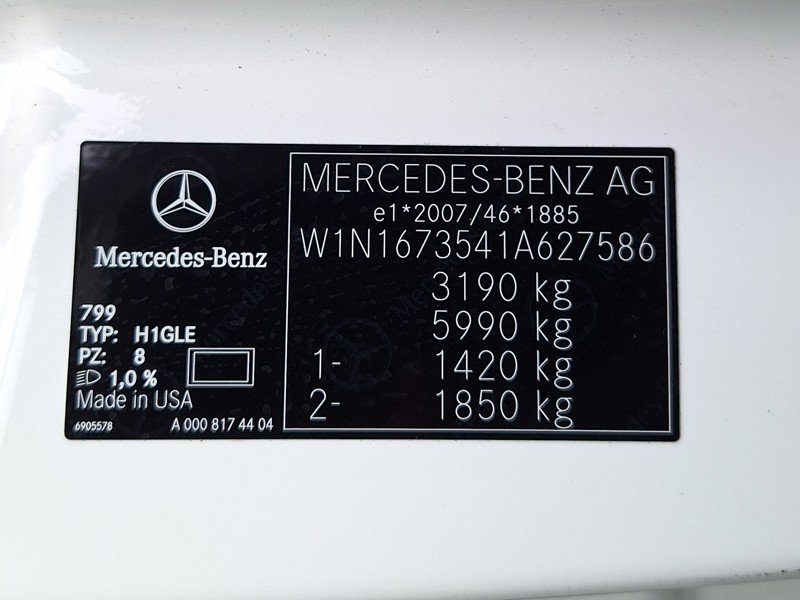 Mercedes-Benz
799
TYP: H1GLE
PZ: 8
1,0 %
Made in USA
6905578 A 000 817 44 04
MERCEDES-BENZ AG
e1*2007/46*1885
W1N1673541A627586
3190 kg
5990 kg
1- 1420 kg
2- 1850 kg